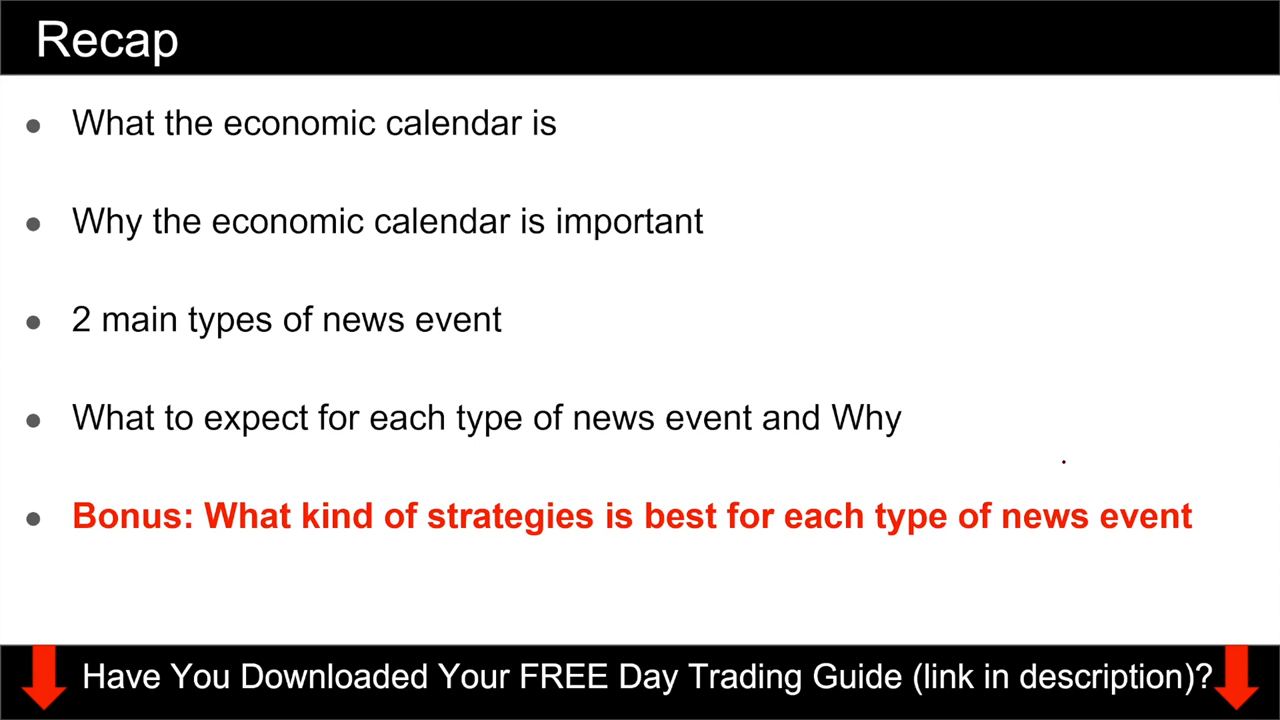 Recap
● What the economic calendar is
● Why the economic calendar is important
● 2 main types of news event
● What to expect for each type of news event and Why
● Bonus: What kind of strategies is best for each type of news event
Have You Downloaded Your FREE Day Trading Guide (link in description)?